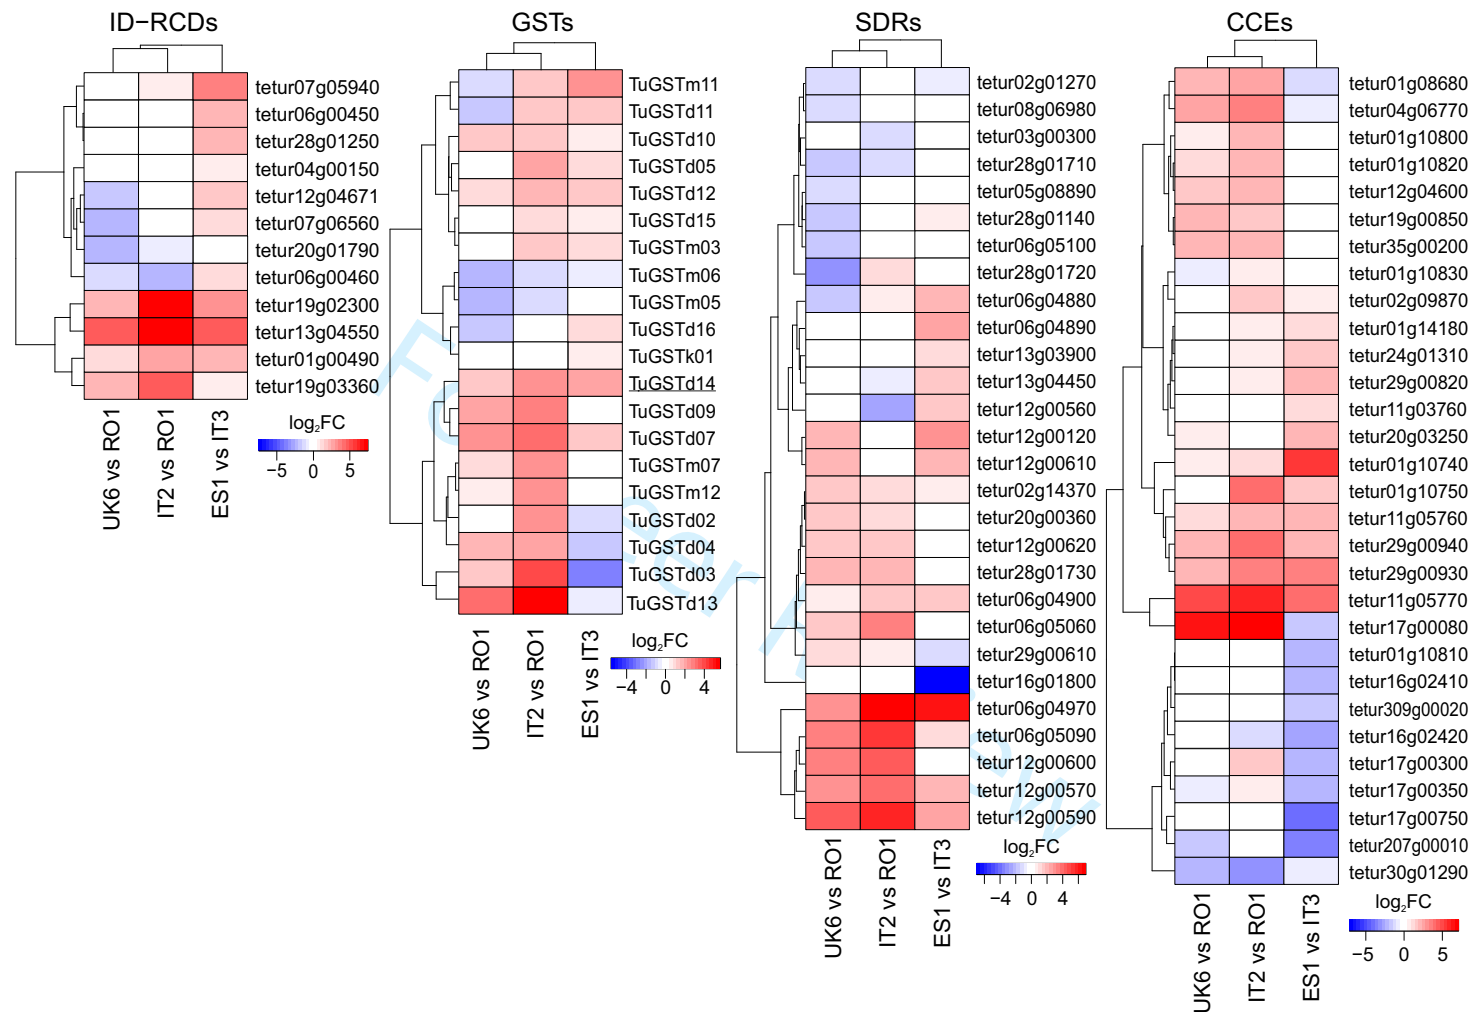 ID−RCDs
tetur07g05940
tetur06g00450
tetur28g01250
tetur04g00150
tetur12g04671
tetur07g06560
tetur20g01790
tetur06g00460
tetur19g02300
tetur13g04550
tetur01g00490
tetur19g03360
UK6 vs RO1
IT2 vs RO1
ES1 vs IT3
log2FC
−5 0 5
GSTs
TuGSTm11
TuGSTd11
TuGSTd10
TuGSTd05
TuGSTd12
TuGSTd15
TuGSTm03
TuGSTm06
TuGSTm05
TuGSTd16
TuGSTk01
TuGSTd14
TuGSTd09
TuGSTd07
TuGSTm07
TuGSTm12
TuGSTd02
TuGSTd04
TuGSTd03
TuGSTd13
UK6 vs RO1
IT2 vs RO1
ES1 vs IT3
log2FC
−4 0 4
SDRs
tetur02g01270
tetur08g06980
tetur03g00300
tetur28g01710
tetur05g08890
tetur28g01140
tetur06g05100
tetur28g01720
tetur06g04880
tetur06g04890
tetur13g03900
tetur13g04450
tetur12g00560
tetur12g00120
tetur12g00610
tetur02g14370
tetur20g00360
tetur12g00620
tetur28g01730
tetur06g04900
tetur06g05060
tetur29g00610
tetur16g01800
tetur06g04970
tetur06g05090
tetur12g00600
tetur12g00570
tetur12g00590
UK6 vs RO1
IT2 vs RO1
ES1 vs IT3
log2FC
−4 0 4
CCEs
tetur01g08680
tetur04g06770
tetur01g10800
tetur01g10820
tetur12g04600
tetur19g00850
tetur35g00200
tetur01g10830
tetur02g09870
tetur01g14180
tetur24g01310
tetur29g00820
tetur11g03760
tetur20g03250
tetur01g10740
tetur01g10750
tetur11g05760
tetur29g00940
tetur29g00930
tetur11g05770
tetur17g00080
tetur01g10810
tetur16g02410
tetur309g00020
tetur16g02420
tetur17g00300
tetur17g00350
tetur17g00750
tetur207g00010
tetur30g01290
UK6 vs RO1
IT2 vs RO1
ES1 vs IT3
log2FC
−5 0 5